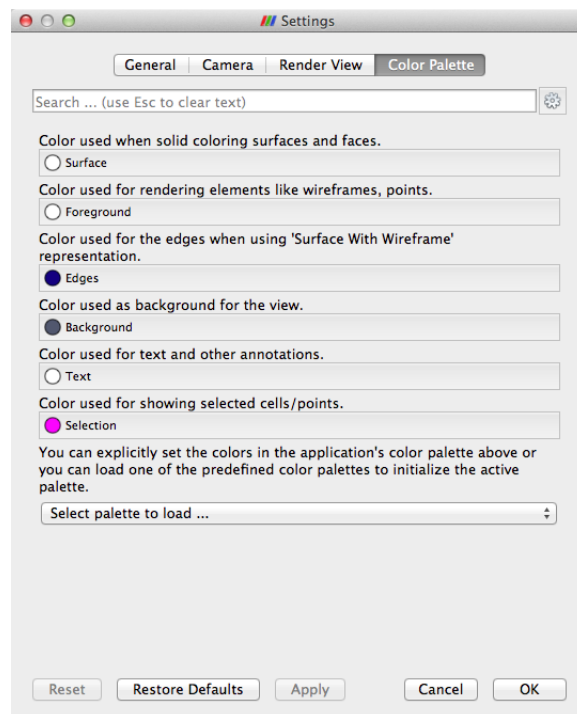 Settings
General Camera Render View Color Palette
Search ... (use Esc to clear text)
Color used when solid coloring surfaces and faces.
Surface
Color used for rendering elements like wireframes, points.
Foreground
Color used for the edges when using 'Surface With Wireframe'
representation.
Edges
Color used as background for the view.
Background
Color used for text and other annotations.
Text
Color used for showing selected cells/points.
Selection
You can explicitly set the colors in the application's color palette above or
you can load one of the predefined color palettes to initialize the active
palette.
Select palette to load ...
Reset Restore Defaults Apply Cancel OK